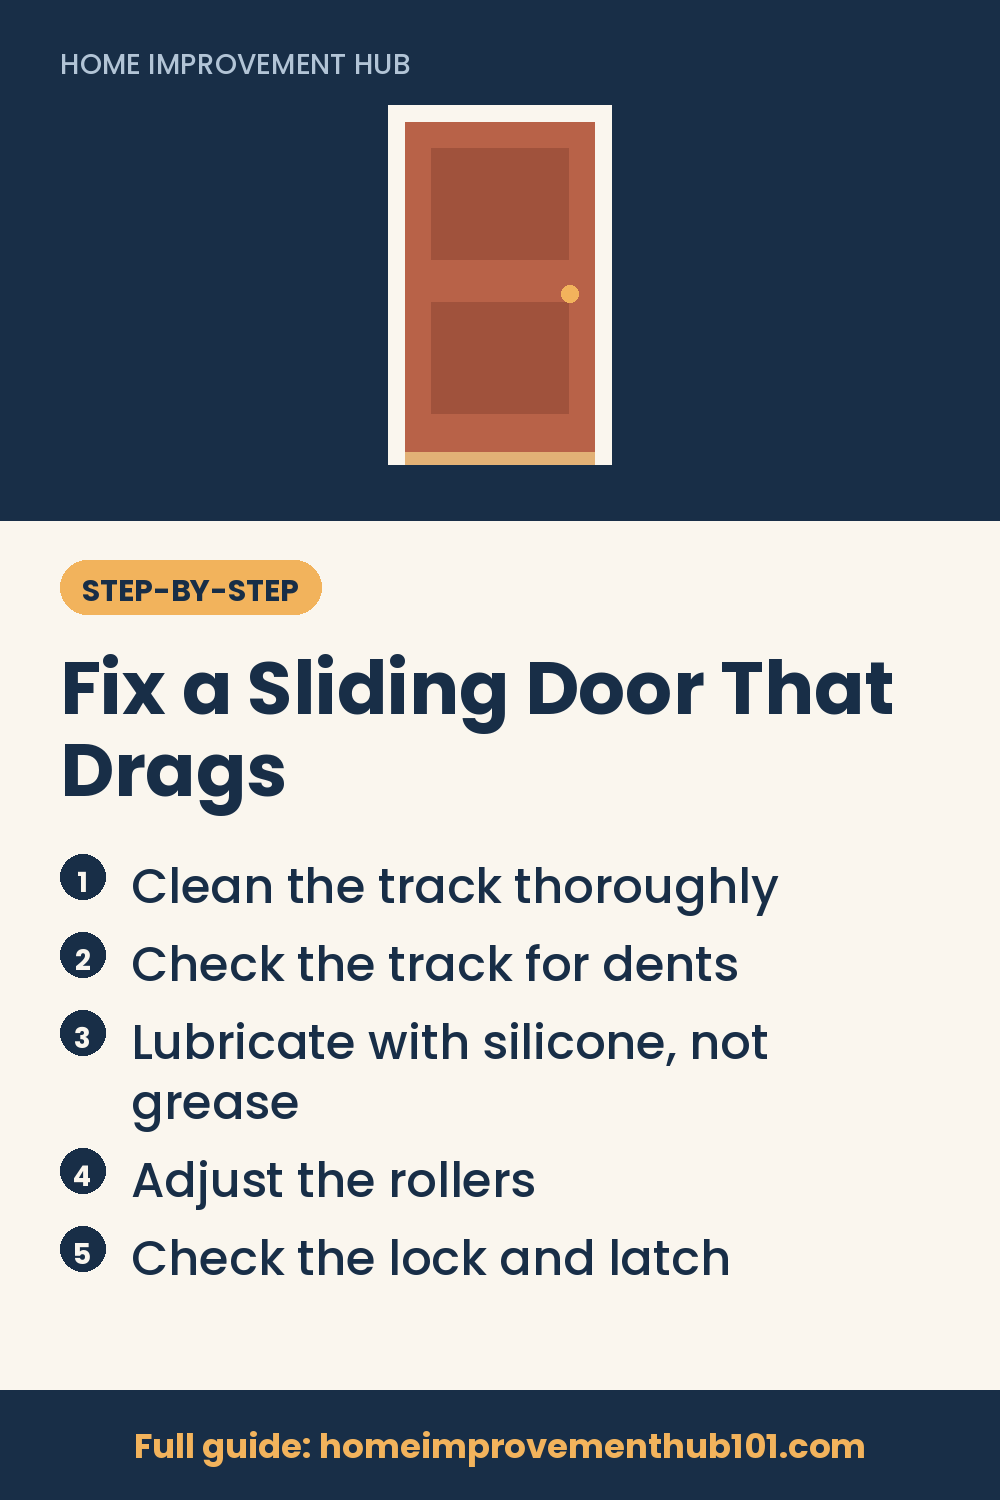 HOME IMPROVEMENT HUB
STEP-BY-STEP
Fix a Sliding Door That
Drags
1 Clean the track thoroughly
2 Check the track for dents
3 Lubricate with silicone, not
grease
4 Adjust the rollers
5 Check the lock and latch
Full guide: homeimprovementhub101.com